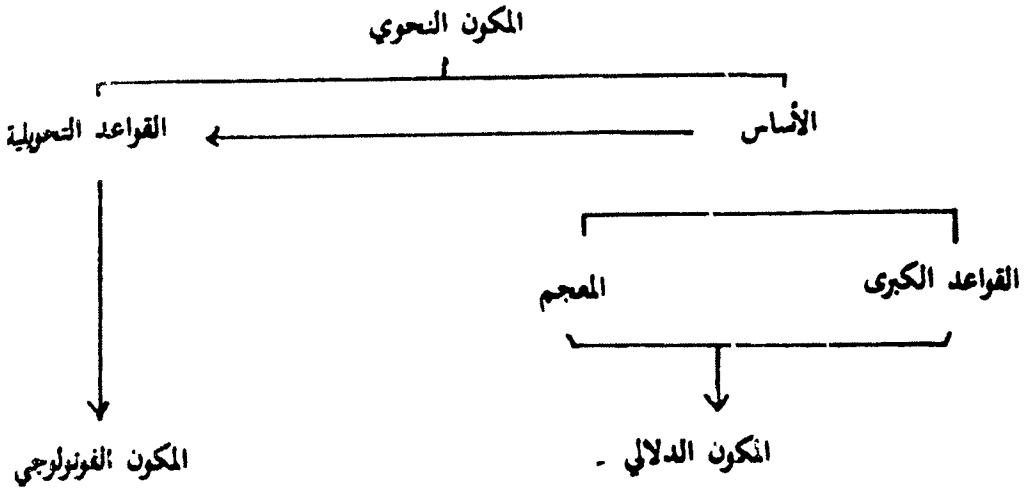 المكون النحوي
الأساس
القواعد التحويلية
القواعد الكبرى
المعجم
المكون الدلالي -
المكون الفونولوجي